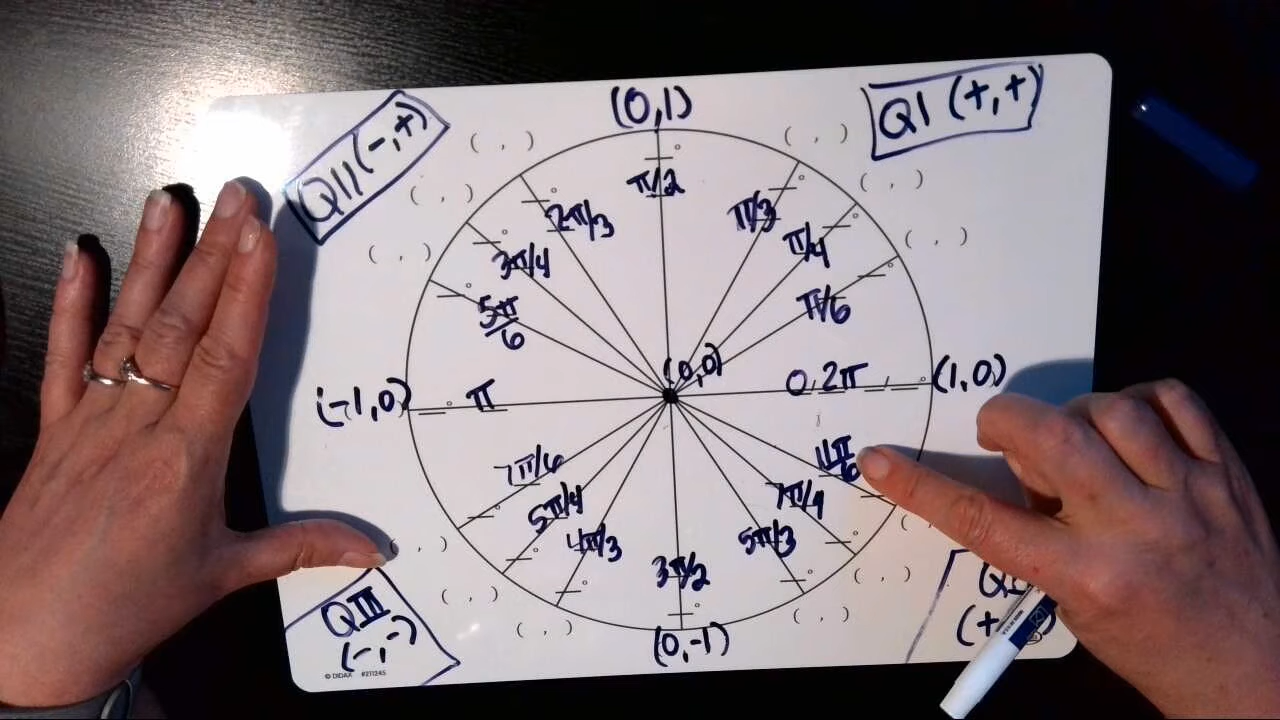 (0,1)
QI (+,+)
QII (-,+)
π/2
2π/3
π/3
3π/4
π/4
5π
6
π/6
(0,0)
(-1,0)
π
0,2π
(1,0)
7π/6
11π
6
5π/4
7π/4
4π/3
5π/3
3π/2
QIII
(-,-)
(0,-1)
(+
© DIDAX #211245